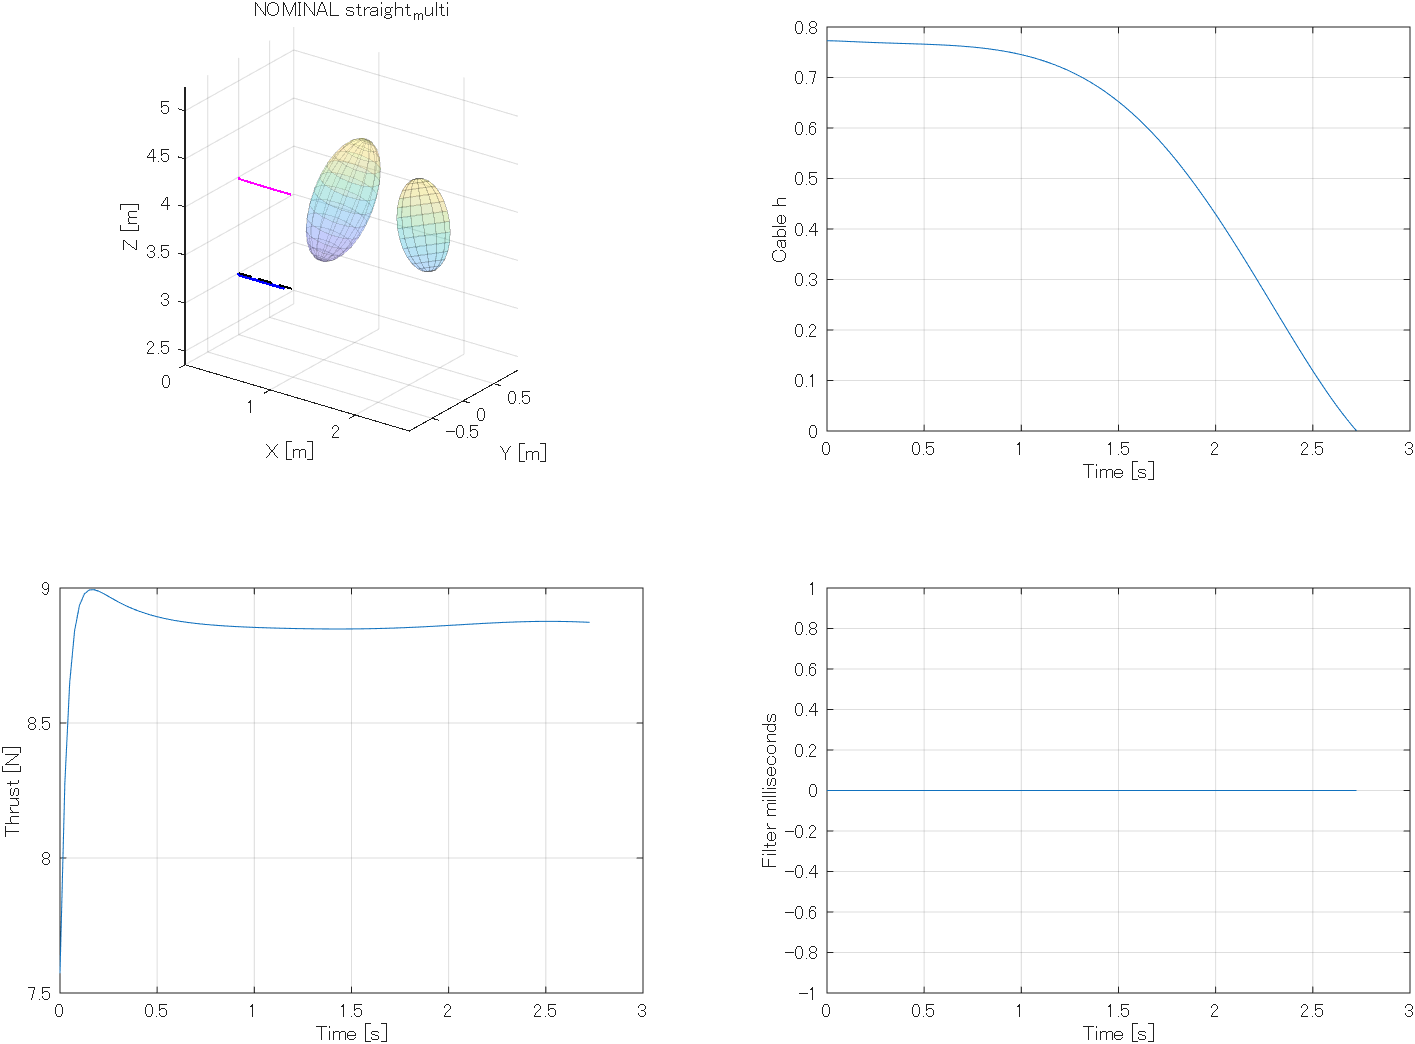 NOMINAL straightmulti
5
4.5
4
3.5
3
2.5
Z [m]
0
1
2
X [m]
−0.5
0
0.5
Y [m]
0.8
0.7
0.6
0.5
0.4
0.3
0.2
0.1
0
Cable h
0 0.5 1 1.5 2 2.5 3
Time [s]
9
8.5
8
7.5
Thrust [N]
0 0.5 1 1.5 2 2.5 3
Time [s]
1
0.8
0.6
0.4
0.2
0
−0.2
−0.4
−0.6
−0.8
−1
Filter milliseconds
0 0.5 1 1.5 2 2.5 3
Time [s]